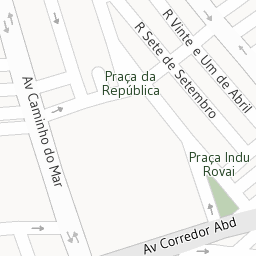 R Vinte e Um de Abril
R Sete de Setembro
Praça da
República
Av Caminho do Mar
Praça Indu
Rovai
Av Corredor Abd